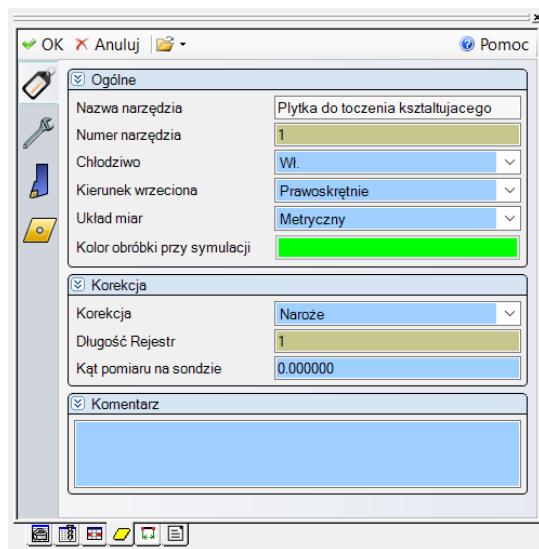 OK Anuluj Pomoc
Ogólne
Nazwa narzędzia Plytka do toczenia ksztaltujacego
Numer narzędzia 1
Chłodziwo Wł.
Kierunek wrzeciona Prawoskrętnie
Układ miar Metryczny
Kolor obróbki przy symulacji
Korekcja
Korekcja Naroże
Długość Rejestr 1
Kąt pomiaru na sondzie 0.000000
Komentarz